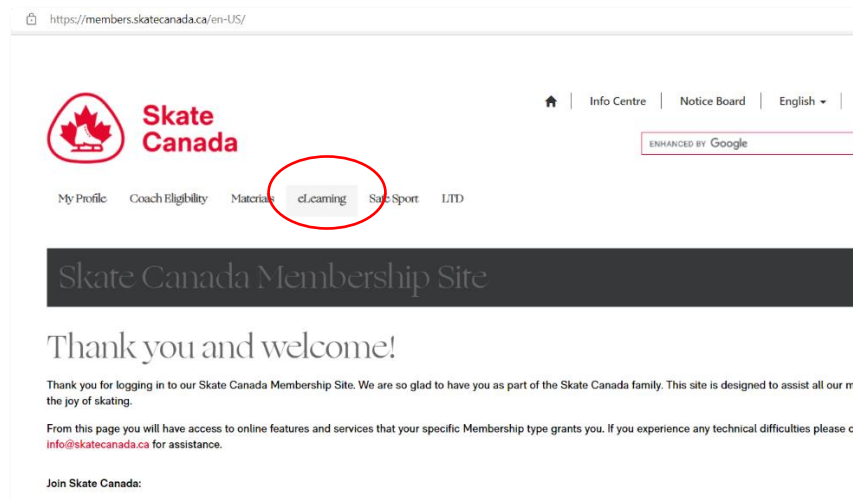 https://members.skatecanada.ca/en-US/
Skate
Canada
Info Centre
Notice Board
English
ENHANCED BY Google
My Profile Coach Eligibility Materials eLearning Safe Sport LTD
Skate Canada Membership Site
Thank you and welcome!
Thank you for logging in to our Skate Canada Membership Site. We are so glad to have you as part of the Skate Canada family. This site is designed to assist all our m
the joy of skating.
From this page you will have access to online features and services that your specific Membership type grants you. If you experience any technical difficulties please c
info@skatecanada.ca for assistance.
Join Skate Canada: